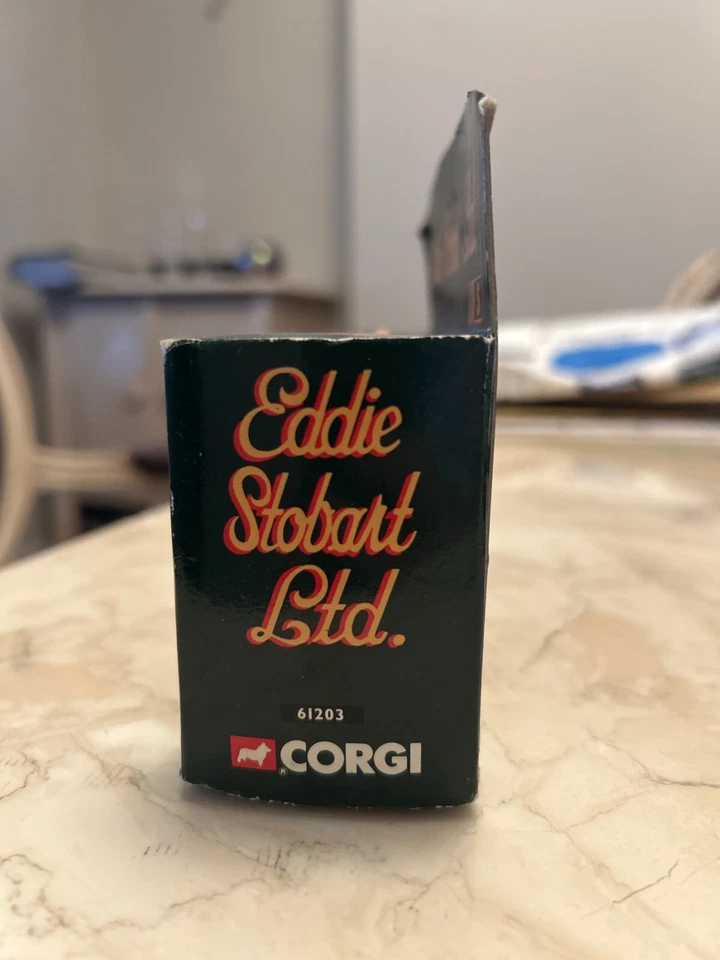 Eddie
Stobart
Ltd.
61203
CORGI